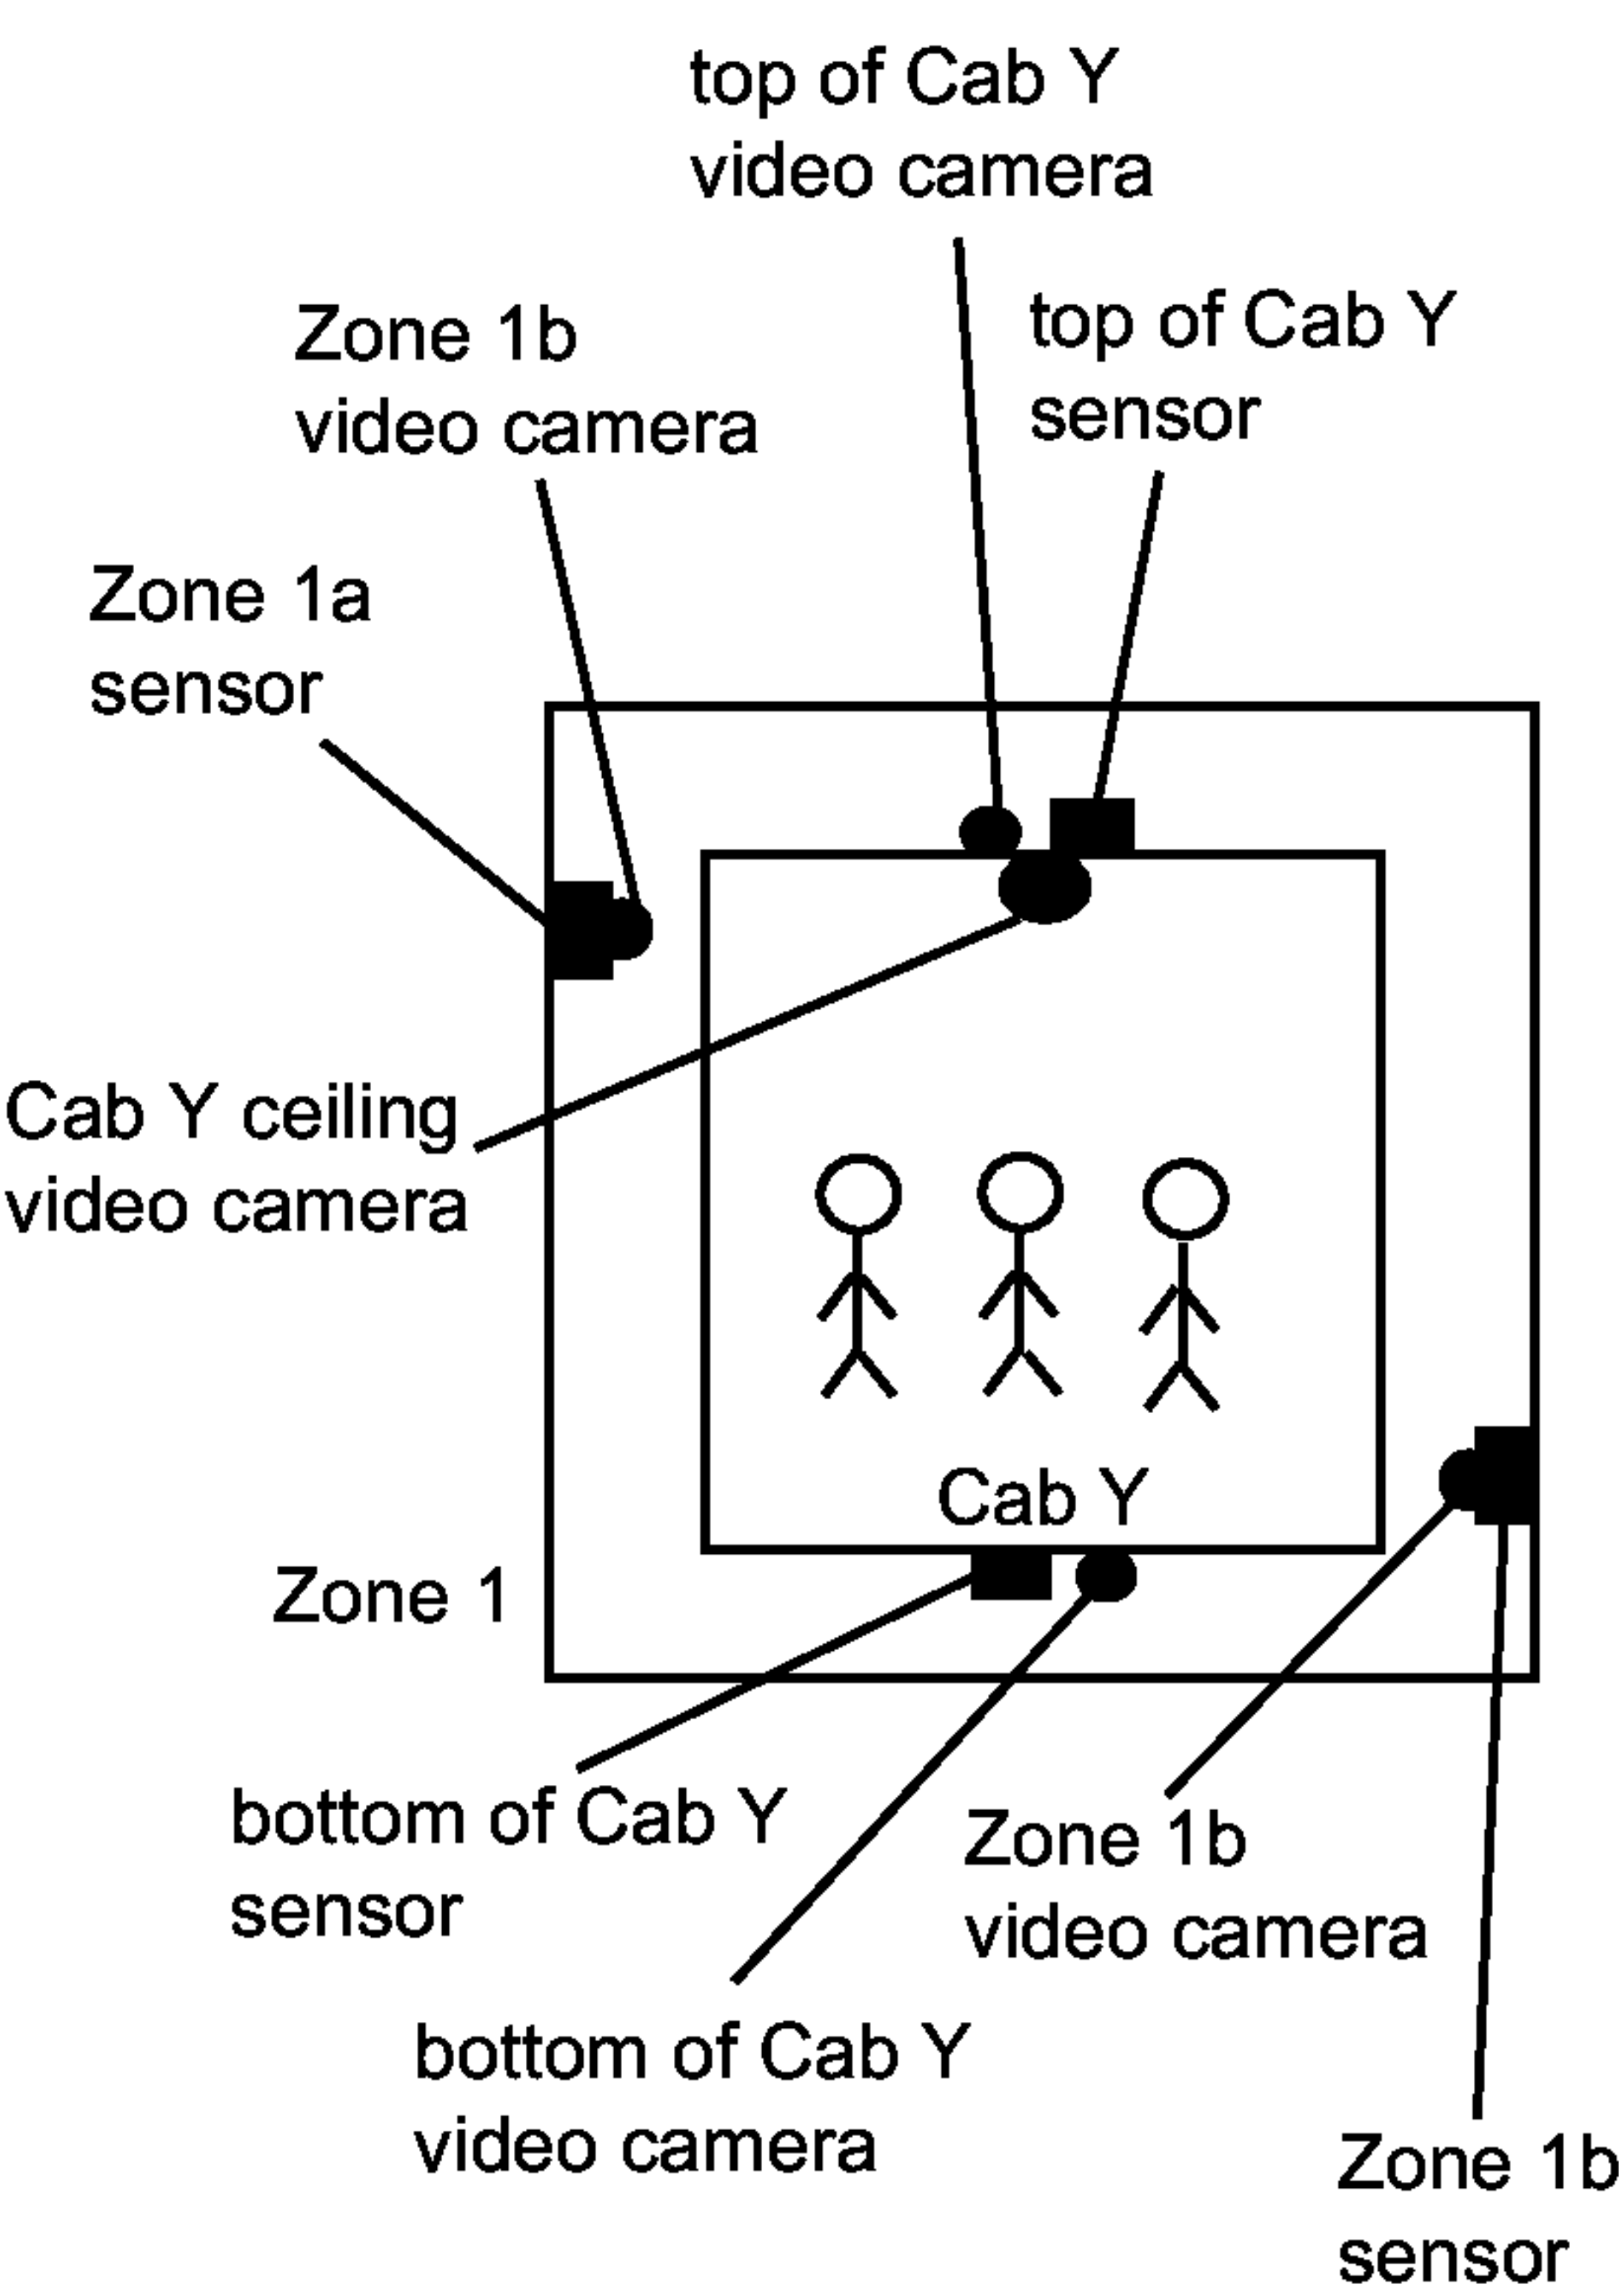 top of Cab Y
video camera
Zone 1b
video camera
top of Cab Y
sensor
Zone 1a
sensor
Cab Y ceiling
video camera
Cab Y
Zone 1
bottom of Cab Y
sensor
Zone 1b
video camera
bottom of Cab Y
video camera
Zone 1b
sensor